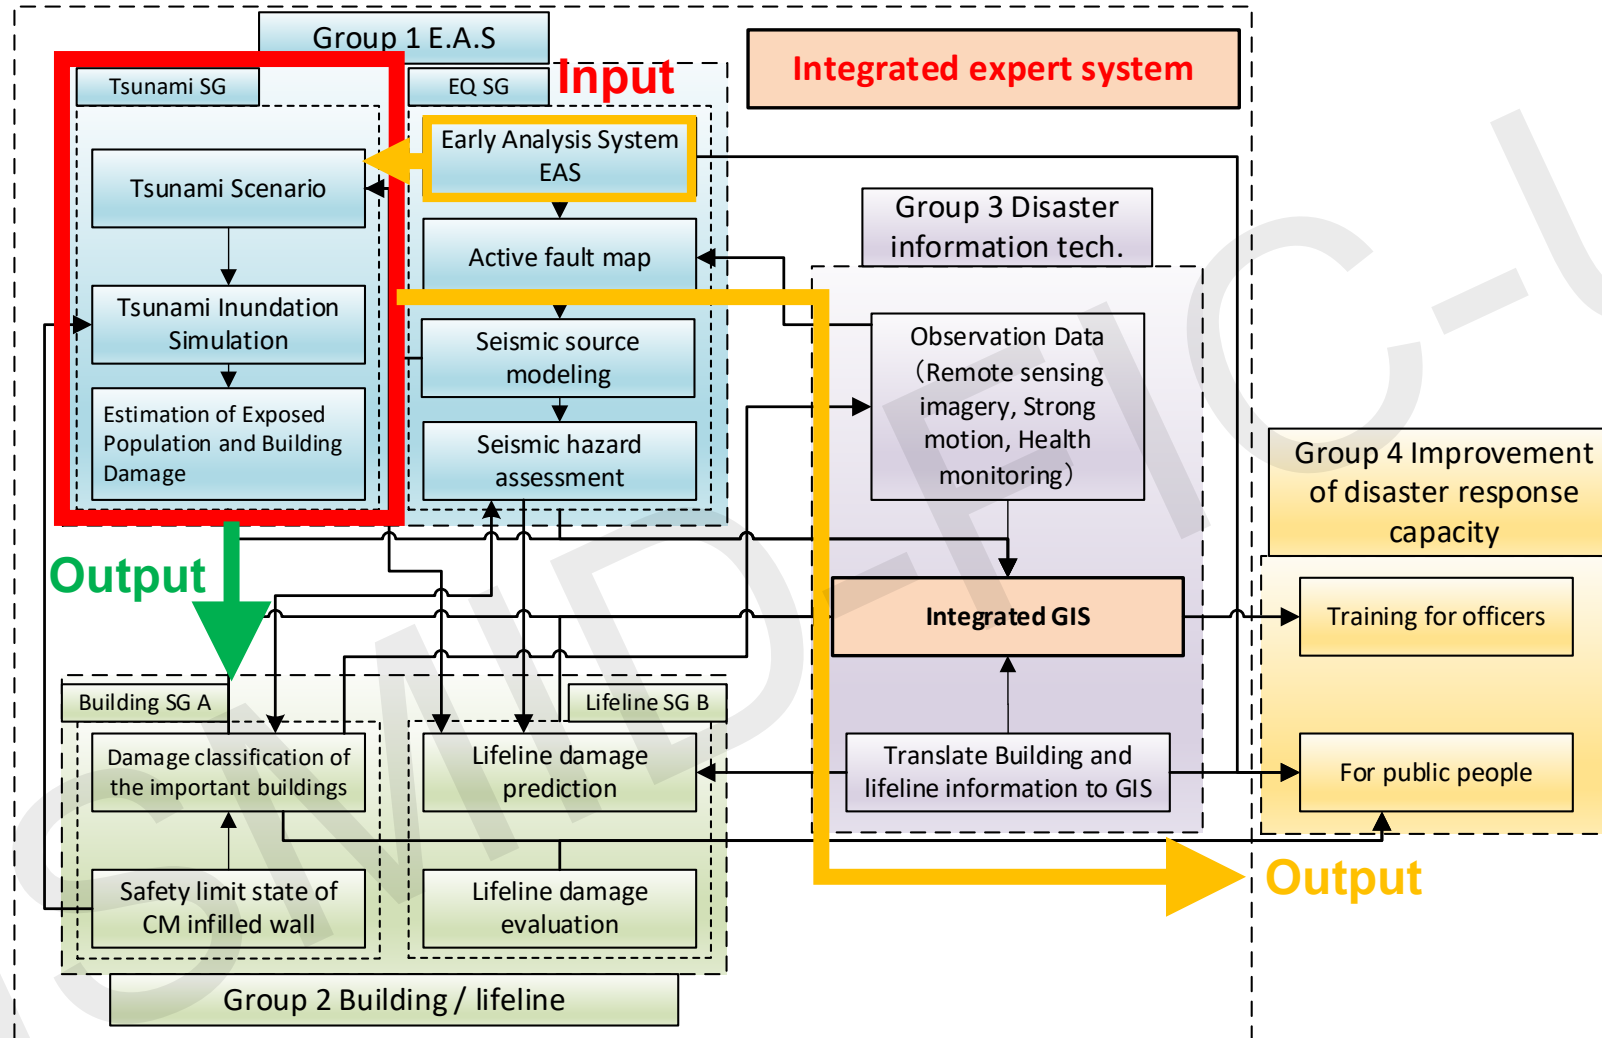 Group 1 E.A.S
Integrated expert system
Input
Tsunami SG
EQ SG
Early Analysis System
EAS
Tsunami Scenario
Active fault map
Tsunami Inundation
Simulation
Seismic source
modeling
Estimation of Exposed
Population and Building
Damage
Seismic hazard
assessment
Group 3 Disaster
information tech.
Observation Data
（Remote sensing
imagery, Strong
motion, Health
monitoring）
Integrated GIS
Translate Building and
lifeline information to GIS
Group 4 Improvement
of disaster response
capacity
Training for officers
For public people
Output
Output
Building SG A
Lifeline SG B
Damage classification of
the important buildings
Lifeline damage
prediction
Safety limit state of
CM infilled wall
Lifeline damage
evaluation
Group 2 Building / lifeline
SMID-FIC-U